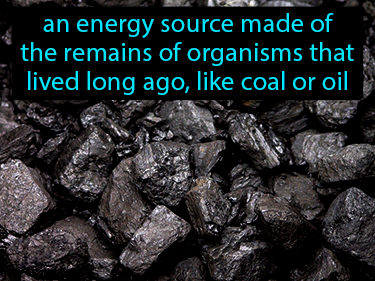 an energy source made of
the remains of organisms that
lived long ago, like coal or oil